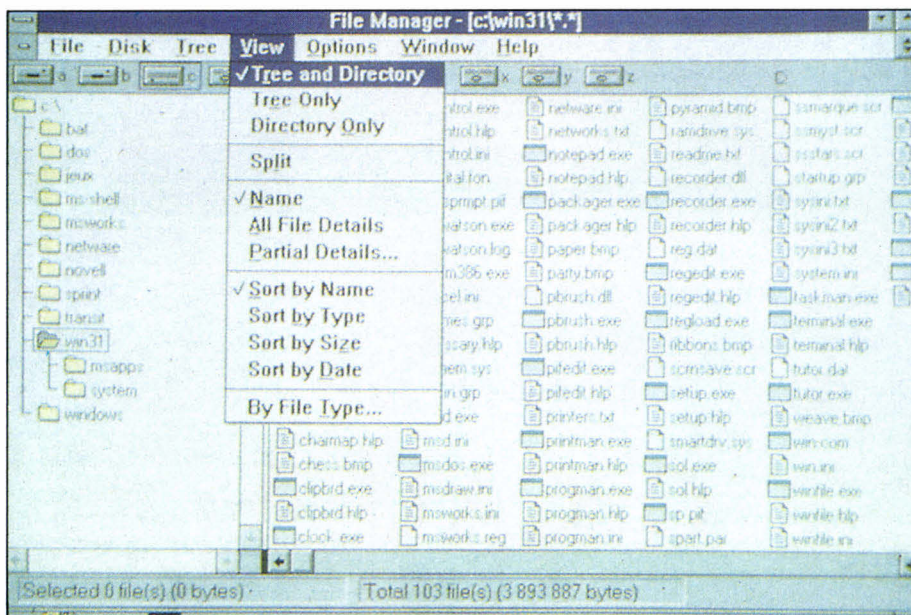 File Manager - [c:\win31\*.*]
File Disk Tree View Options Window Help
a b c x y z
✓Tree and Directory
Tree Only
Directory Only
Split
✓Name
All File Details
Partial Details...
✓Sort by Name
Sort by Type
Sort by Size
Sort by Date
By File Type...
c:\
bat
dos
jeux
ms-shell
msworks
netware
novell
sprint
transit
win31
msapps
system
windows
charmap.hlp
chess.bmp
clipbrd.exe
clipbrd.hlp
clock.exe
msd.ini
msdos.exe
msdraw.ini
msworks.ini
msworks.reg
netware.ini
networks.txt
notepad.exe
notepad.hlp
packager.exe
packager.hlp
paper.bmp
party.bmp
pbrush.dll
pbrush.exe
pbrush.hlp
pifedit.exe
pifedit.hlp
printers.txt
printman.exe
printman.hlp
progman.exe
progman.hlp
progman.ini
pyramid.bmp
ramdrive.sys
readme.txt
recorder.dll
recorder.exe
recorder.hlp
reg.dat
regedit.exe
regedit.hlp
regload.exe
ribbons.bmp
scrnsave.scr
setup.exe
setup.hlp
smartdrv.sys
sol.exe
sol.hlp
spart.par
ssmarque.scr
ssmyst.scr
ssstars.scr
startup.grp
sysini.txt
sysini2.txt
sysini3.txt
system.ini
taskman.exe
terminal.exe
terminal.hlp
tutor.dat
tutor.exe
weave.bmp
win.com
win.ini
winfile.exe
winfile.hlp
winfile.ini
Selected 0 file(s) (0 bytes)
Total 103 file(s) (3 893 887 bytes)